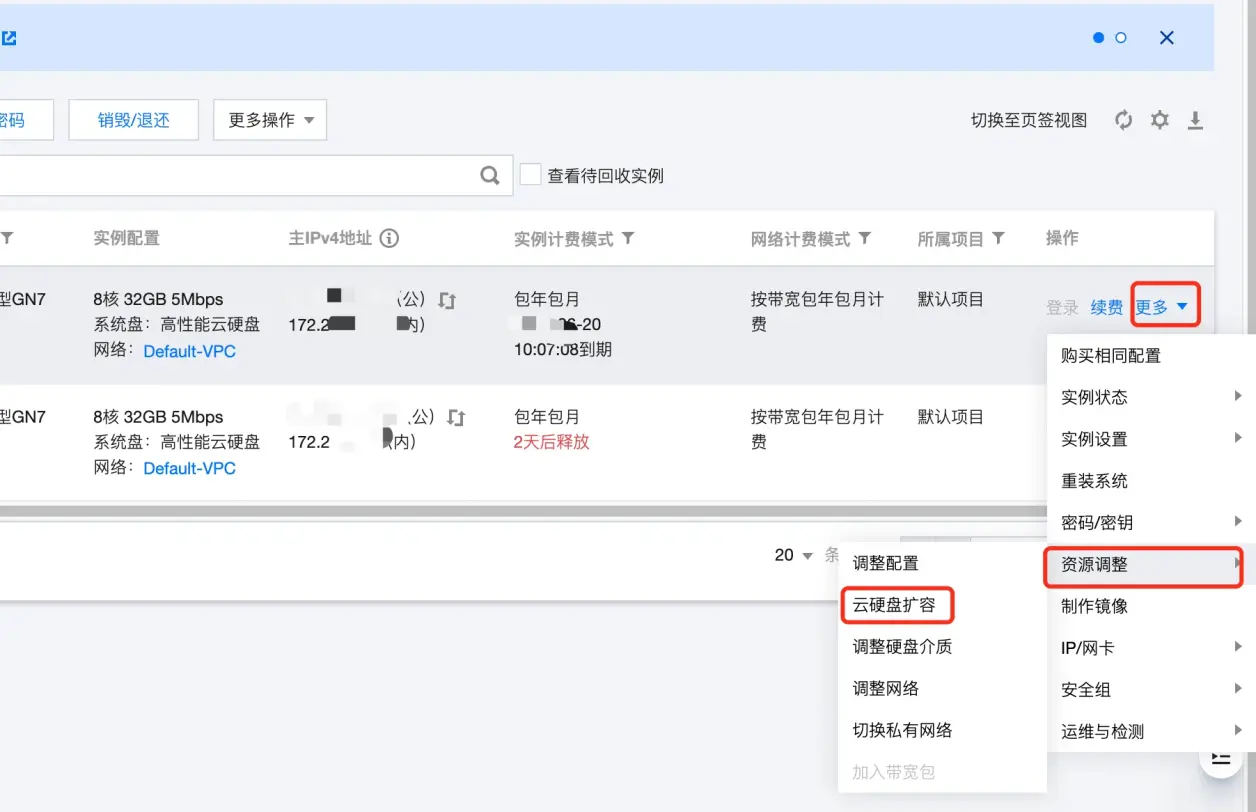 密码 销毁/退还 更多操作 切换至页签视图
查看待回收实例
实例配置 主IPv4地址 实例计费模式 网络计费模式 所属项目 操作
型GN7 8核 32GB 5Mbps (公) 包年包月 按带宽包年包月计 默认项目 登录 续费 更多
系统盘：高性能云硬盘 172.2 内) -20 费
网络：Default-VPC 10:07:08到期
型GN7 8核 32GB 5Mbps 公) 包年包月 按带宽包年包月计 默认项目
系统盘：高性能云硬盘 172.2 (内) 2天后释放 费
网络：Default-VPC
20 条
购买相同配置
实例状态
实例设置
重装系统
密码/密钥
资源调整
制作镜像
IP/网卡
安全组
运维与检测
调整配置
云硬盘扩容
调整硬盘介质
调整网络
切换私有网络
加入带宽包